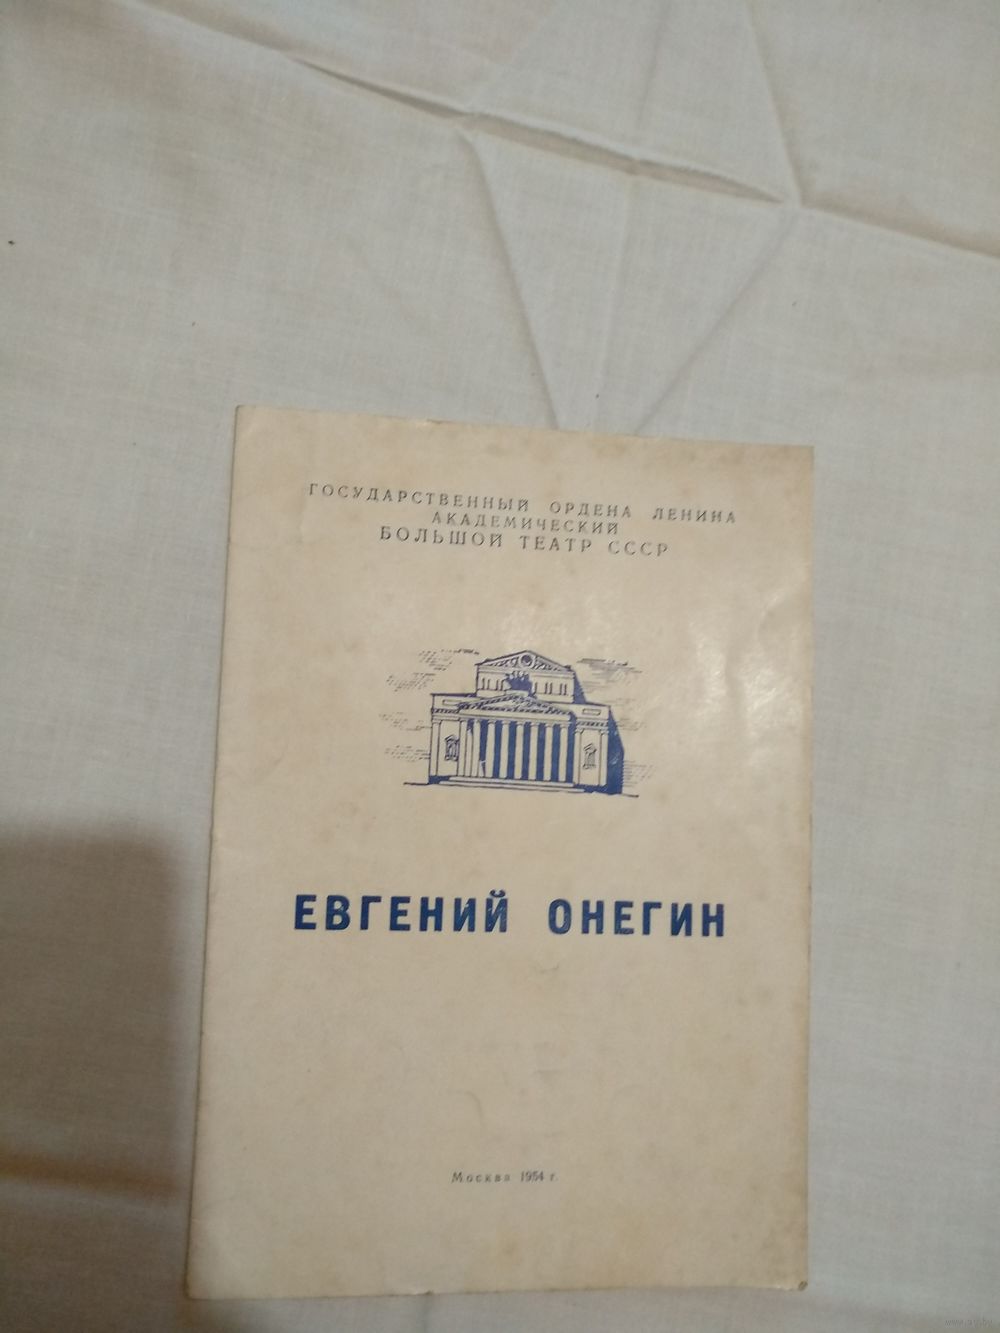 ГОСУДАРСТВЕННЫЙ ОРДЕНА ЛЕНИНА
АКАДЕМИЧЕСКИЙ
БОЛЬШОЙ ТЕАТР СССР
ЕВГЕНИЙ ОНЕГИН
Москва 1954 г.